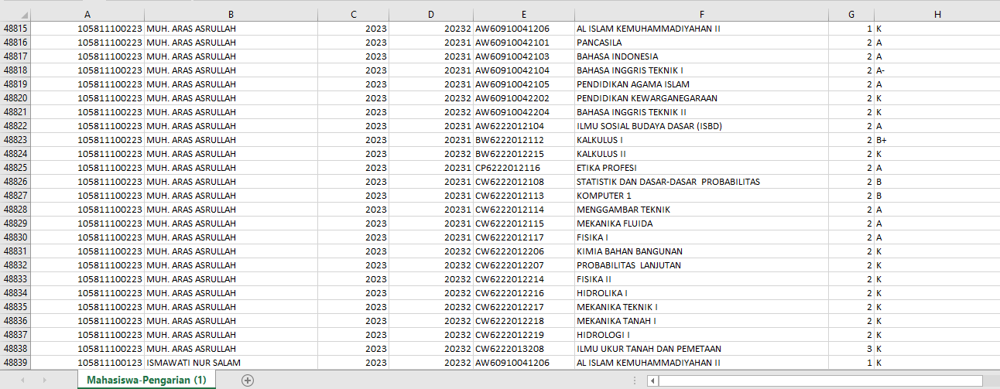 A B C D E F G H
48815 105811100223 MUH. ARAS ASRULLAH 2023 20232 AW60910041206 AL ISLAM KEMUHAMMADIYAHAN II 1 K
48816 105811100223 MUH. ARAS ASRULLAH 2023 20231 AW60910042101 PANCASILA 2 A
48817 105811100223 MUH. ARAS ASRULLAH 2023 20231 AW60910042103 BAHASA INDONESIA 2 A
48818 105811100223 MUH. ARAS ASRULLAH 2023 20231 AW60910042104 BAHASA INGGRIS TEKNIK I 2 A-
48819 105811100223 MUH. ARAS ASRULLAH 2023 20231 AW60910042105 PENDIDIKAN AGAMA ISLAM 2 A
48820 105811100223 MUH. ARAS ASRULLAH 2023 20232 AW60910042202 PENDIDIKAN KEWARGANEGARAAN 2 K
48821 105811100223 MUH. ARAS ASRULLAH 2023 20232 AW60910042204 BAHASA INGGRIS TEKNIK II 2 K
48822 105811100223 MUH. ARAS ASRULLAH 2023 20231 AW6222012104 ILMU SOSIAL BUDAYA DASAR (ISBD) 2 A
48823 105811100223 MUH. ARAS ASRULLAH 2023 20231 BW6222012112 KALKULUS I 2 B+
48824 105811100223 MUH. ARAS ASRULLAH 2023 20232 BW6222012215 KALKULUS II 2 K
48825 105811100223 MUH. ARAS ASRULLAH 2023 20231 CP6222012116 ETIKA PROFESI 2 A
48826 105811100223 MUH. ARAS ASRULLAH 2023 20231 CW6222012108 STATISTIK DAN DASAR-DASAR  PROBABILITAS 2 B
48827 105811100223 MUH. ARAS ASRULLAH 2023 20231 CW6222012113 KOMPUTER 1 2 B
48828 105811100223 MUH. ARAS ASRULLAH 2023 20231 CW6222012114 MENGGAMBAR TEKNIK 2 A
48829 105811100223 MUH. ARAS ASRULLAH 2023 20231 CW6222012115 MEKANIKA FLUIDA 2 A
48830 105811100223 MUH. ARAS ASRULLAH 2023 20231 CW6222012117 FISIKA I 2 A
48831 105811100223 MUH. ARAS ASRULLAH 2023 20232 CW6222012206 KIMIA BAHAN BANGUNAN 2 K
48832 105811100223 MUH. ARAS ASRULLAH 2023 20232 CW6222012207 PROBABILITAS  LANJUTAN 2 K
48833 105811100223 MUH. ARAS ASRULLAH 2023 20232 CW6222012214 FISIKA II 2 K
48834 105811100223 MUH. ARAS ASRULLAH 2023 20232 CW6222012216 HIDROLIKA I 2 K
48835 105811100223 MUH. ARAS ASRULLAH 2023 20232 CW6222012217 MEKANIKA TEKNIK I 2 K
48836 105811100223 MUH. ARAS ASRULLAH 2023 20232 CW6222012218 MEKANIKA TANAH I 2 K
48837 105811100223 MUH. ARAS ASRULLAH 2023 20232 CW6222012219 HIDROLOGI I 2 K
48838 105811100223 MUH. ARAS ASRULLAH 2023 20232 CW6222013208 ILMU UKUR TANAH DAN PEMETAAN 3 K
48839 105811100123 ISMAWATI NUR SALAM 2023 20232 AW60910041206 AL ISLAM KEMUHAMMADIYAHAN II 1 K
Mahasiswa-Pengarian (1)